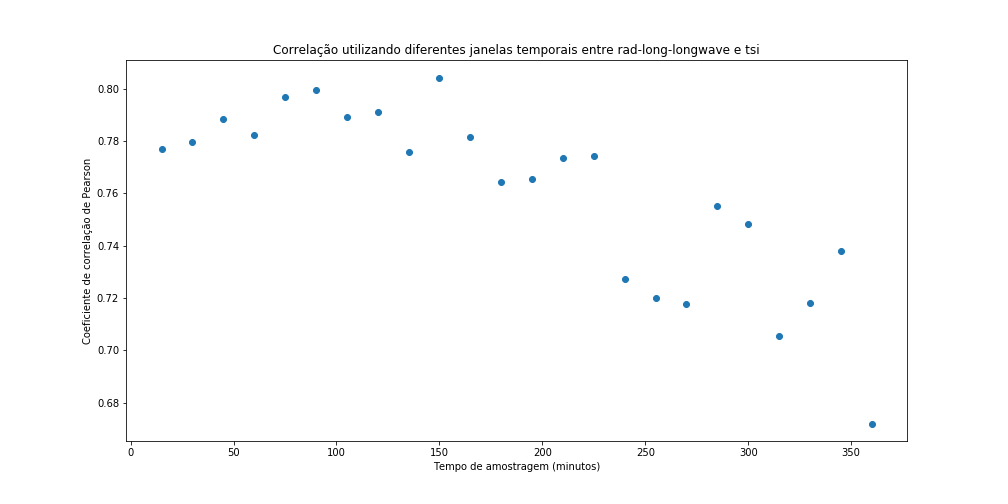 Correlação utilizando diferentes janelas temporais entre rad-long-longwave e tsi
Coeficiente de correlação de Pearson
0.80
0.78
0.76
0.74
0.72
0.70
0.68
0 50 100 150 200 250 300 350
Tempo de amostragem (minutos)